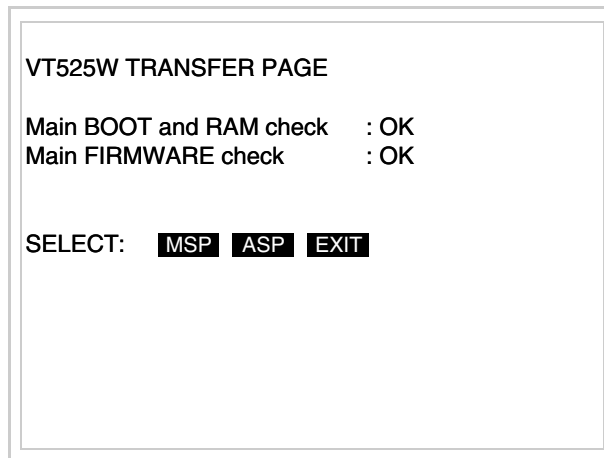 VT525W TRANSFER PAGE
Main BOOT and RAM check : OK
Main FIRMWARE check : OK
SELECT: MSP ASP EXIT